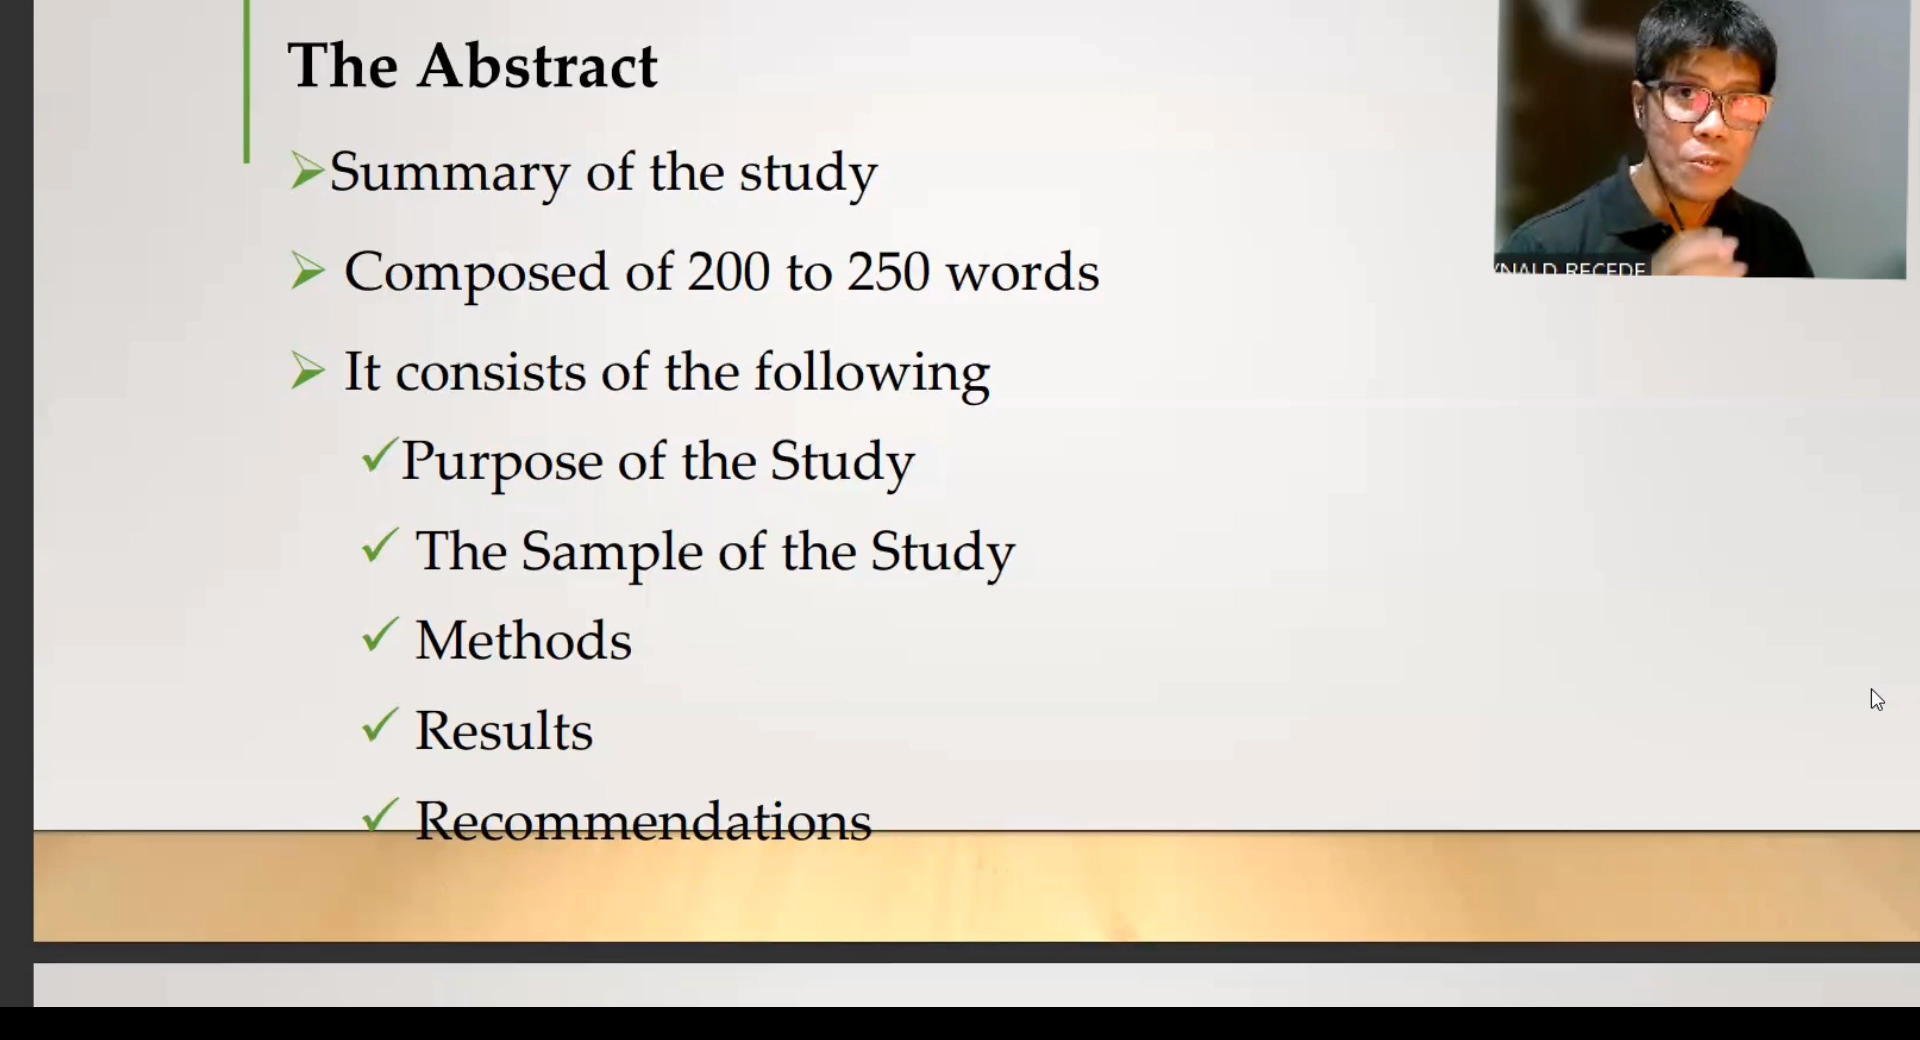 The Abstract
Summary of the study
Composed of 200 to 250 words
It consists of the following
Purpose of the Study
The Sample of the Study
Methods
Results
Recommendations